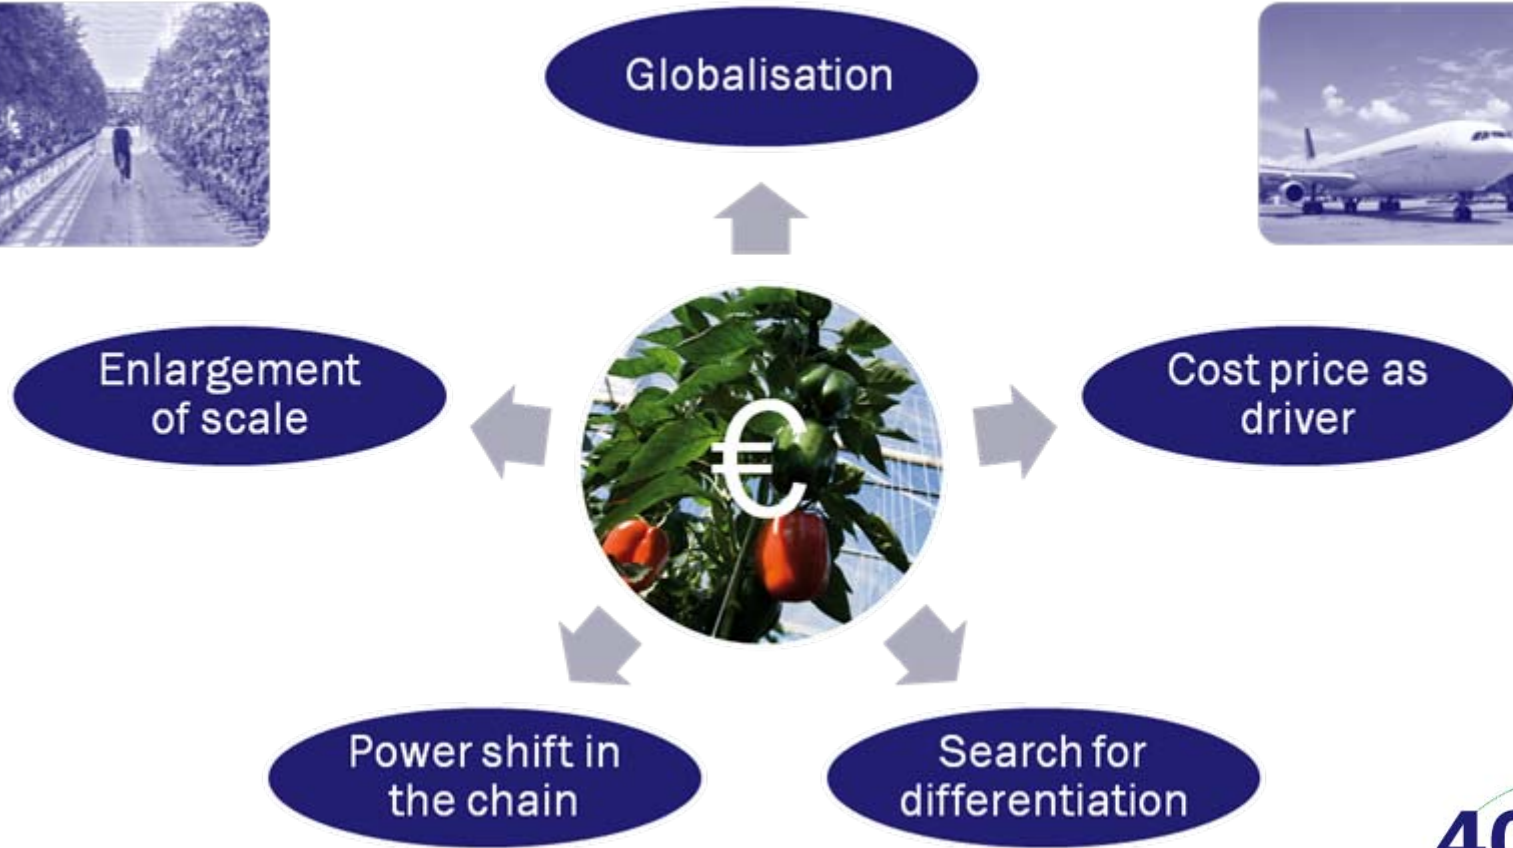 Globalisation
Enlargement
of scale
Cost price as
driver
€
Power shift in
the chain
Search for
differentiation